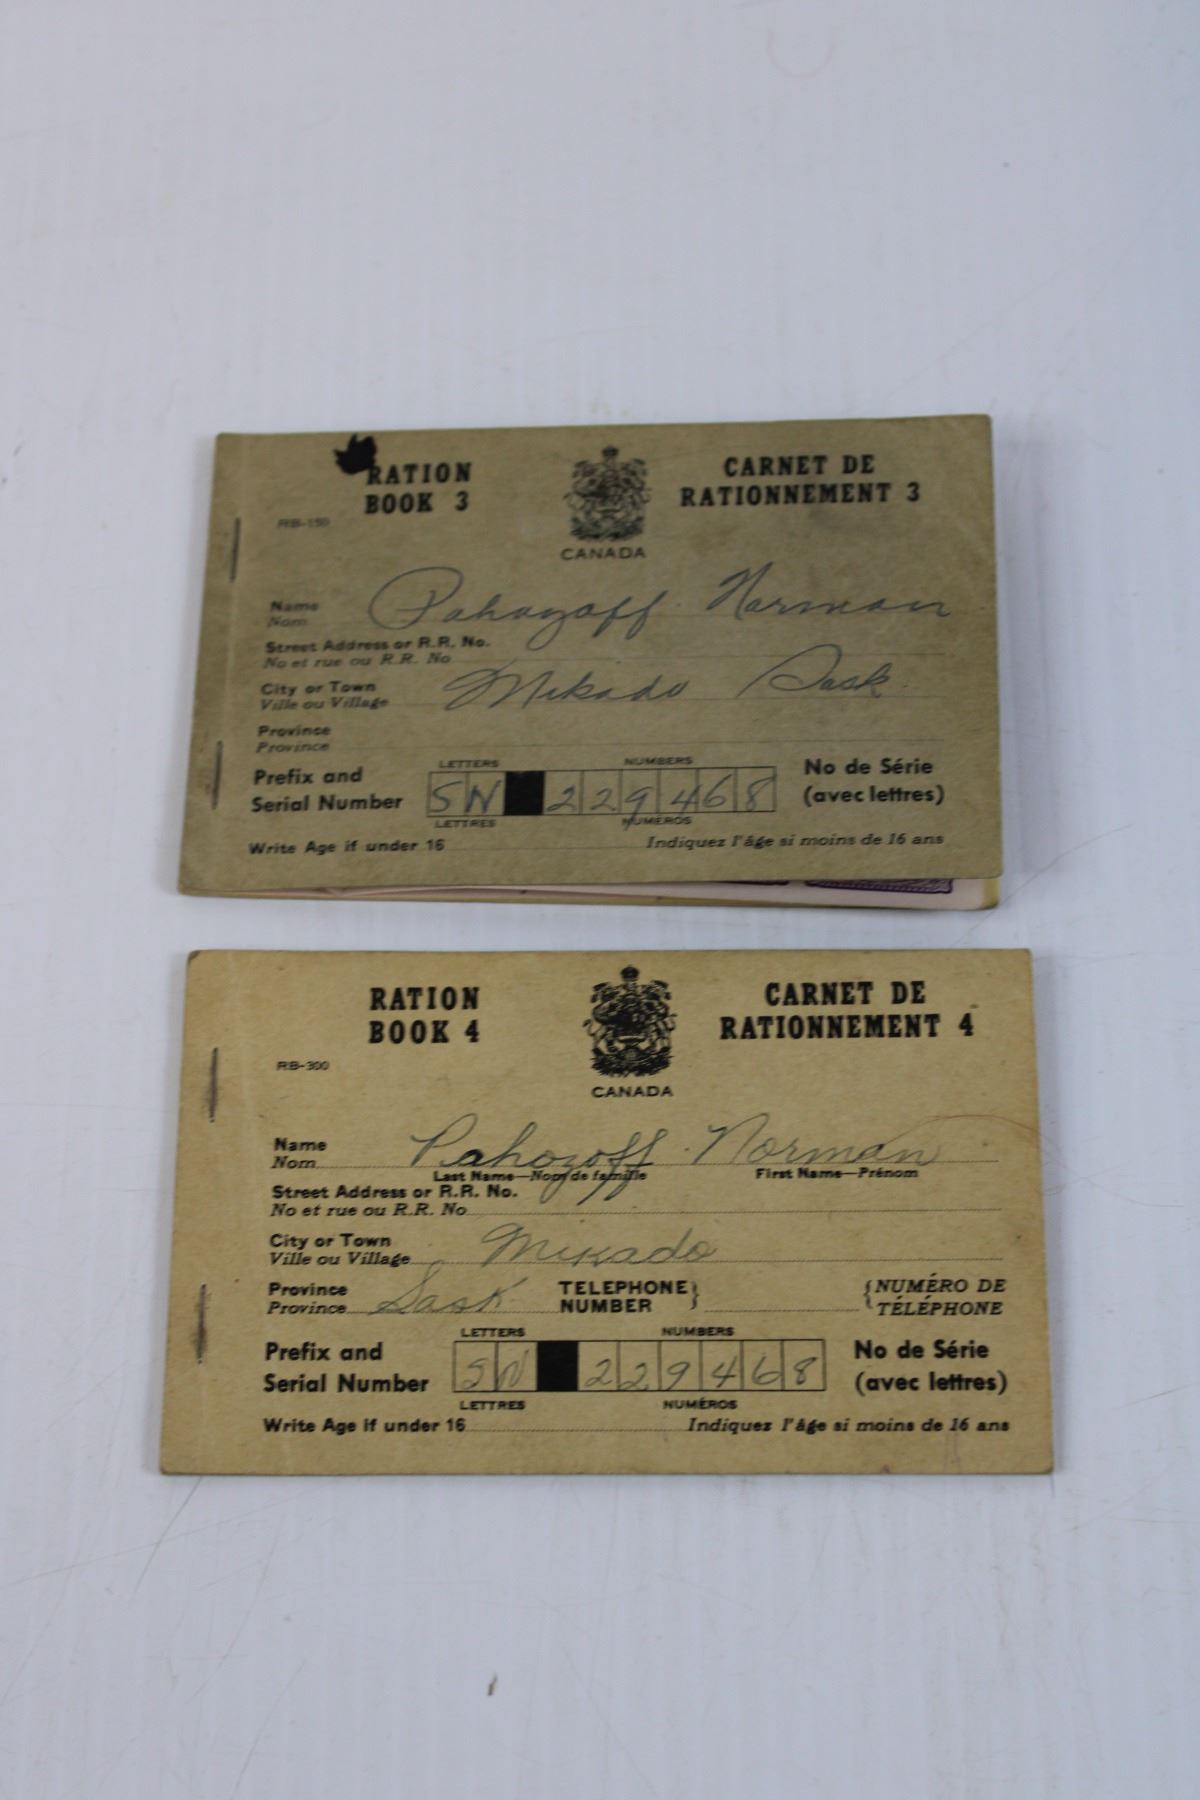 RATION CARNET DE
BOOK 3 RATIONNEMENT 3
RB-150
CANADA
Name Pahozoff Norman
Nom
Street Address or R.R. No.
No et rue ou R.R. No
City or Town Mikado Sask.
Ville ou Village
Province
Province
LETTERS NUMBERS
Prefix and No de Série
Serial Number SN 229468 (avec lettres)
LETTRES NUMÉROS
Write Age if under 16 Indiquez l'âge si moins de 16 ans
RATION CARNET DE
BOOK 4 RATIONNEMENT 4
RB-300
CANADA
Name Pahozoff Norman
Nom
Last Name—Nom de famille First Name—Prénom
Street Address or R.R. No.
No et rue ou R.R. No
City or Town Mikado
Ville ou Village
Province Sask TELEPHONE NUMÉRO DE
Province NUMBER TÉLÉPHONE
LETTERS NUMBERS
Prefix and No de Série
Serial Number SN 229468 (avec lettres)
LETTRES NUMÉROS
Write Age if under 16 Indiquez l'âge si moins de 16 ans